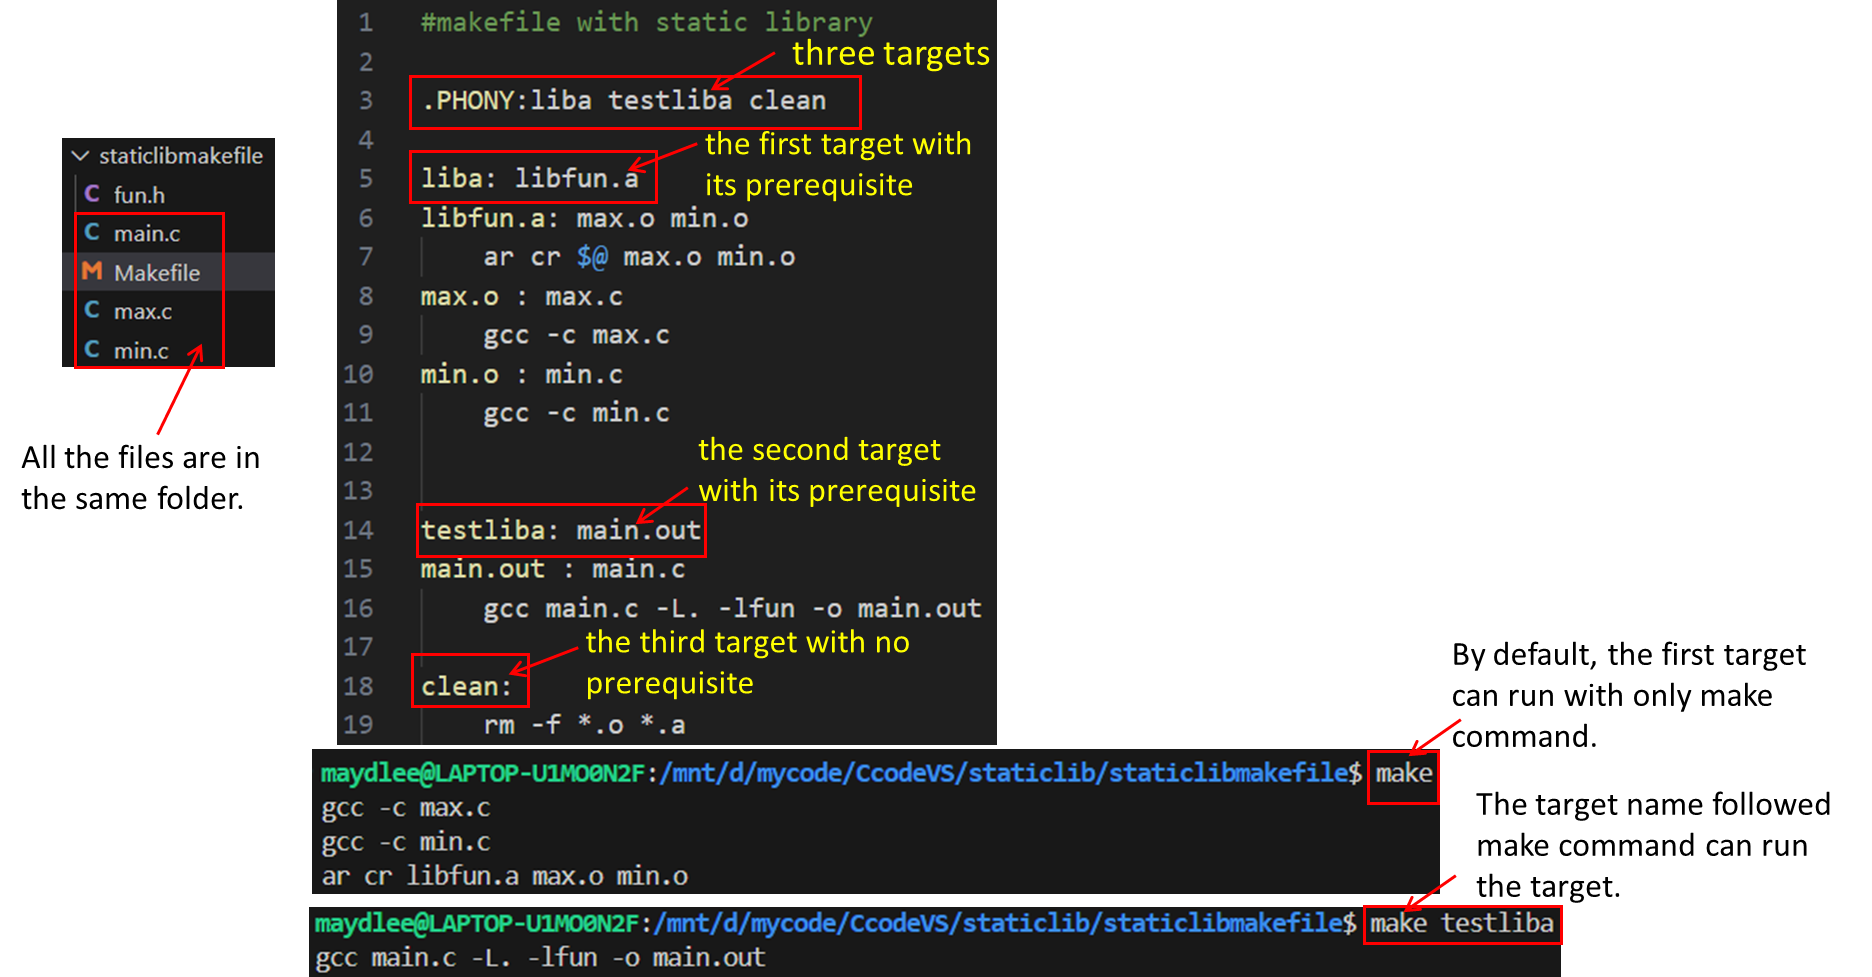 staticlibmakefile
C fun.h
C main.c
M Makefile
C max.c
C min.c
All the files are in
the same folder.
1 #makefile with static library
2
three targets
3 .PHONY:liba testliba clean
4
the first target with
its prerequisite
5 liba: libfun.a
6 libfun.a: max.o min.o
7 ar cr $@ max.o min.o
8 max.o : max.c
9 gcc -c max.c
10 min.o : min.c
11 gcc -c min.c
12
13
the second target
with its prerequisite
14 testliba: main.out
15 main.out : main.c
16 gcc main.c -L. -lfun -o main.out
17
the third target with no
prerequisite
18 clean:
19 rm -f *.o *.a
By default, the first target
can run with only make
command.
maydlee@LAPTOP-U1MO0N2F:/mnt/d/mycode/CcodeVS/staticlib/staticlibmakefile$ make
gcc -c max.c
gcc -c min.c
ar cr libfun.a max.o min.o
The target name followed
make command can run
the target.
maydlee@LAPTOP-U1MO0N2F:/mnt/d/mycode/CcodeVS/staticlib/staticlibmakefile$ make testliba
gcc main.c -L. -lfun -o main.out